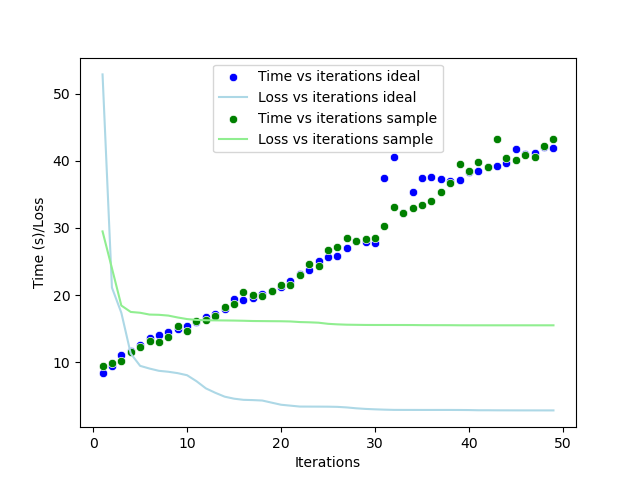 Time vs iterations ideal
Loss vs iterations ideal
Time vs iterations sample
Loss vs iterations sample
Time (s)/Loss
50
40
30
20
10
0
10
20
30
40
50
Iterations